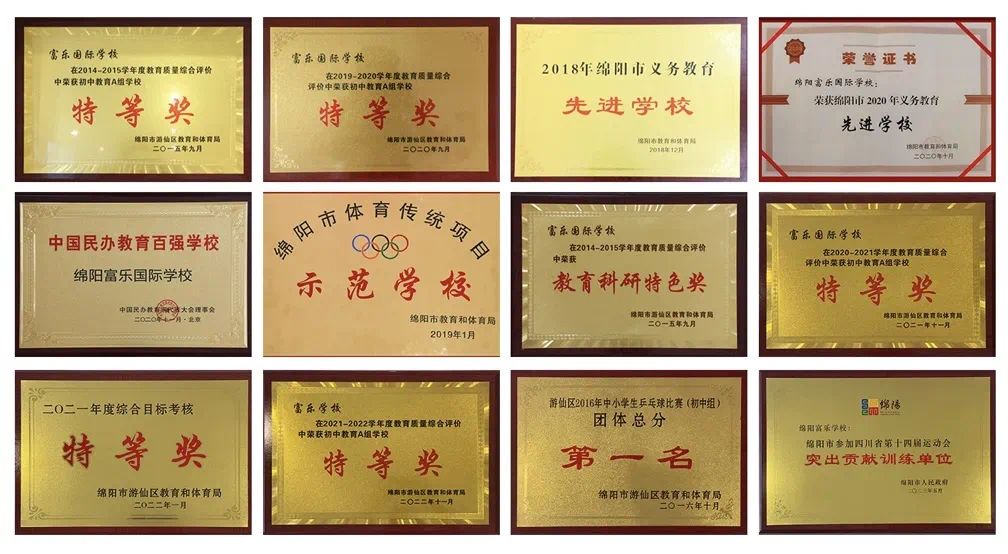 富乐国际学校
在2014-2015学年度教育质量综合评价
中荣获初中教育A组学校
特等奖
绵阳市游仙区教育和体育局
二〇一五年九月
富乐国际学校
在2019-2020学年度教育质量综合
评价中荣获初中教育A组学校
特等奖
绵阳市游仙区教育和体育局
二〇二〇年九月
2018年绵阳市义务教育
先进学校
绵阳市教育和体育局
2018年12月
荣誉证书
绵阳富乐国际学校：
荣获绵阳市2020年义务教育
先进学校
绵阳市教育和体育局
二〇二〇年十月
中国民办教育百强学校
绵阳富乐国际学校
二〇二〇年十一月·北京
绵阳市体育传统项目
示范学校
绵阳市教育和体育局
2019年1月
富乐国际学校
在2014-2015学年度教育质量综合评价
中荣获
教育科研特色奖
绵阳市游仙区教育和体育局
二〇一五年九月
富乐国际学校
在2020-2021学年度教育质量综合
评价中荣获初中教育A组学校
特等奖
绵阳市游仙区教育和体育局
二〇二一年十一月
二〇二一年度综合目标考核
特等奖
绵阳市游仙区教育和体育局
二〇二二年一月
富乐学校
在2021-2022学年度教育质量综合评价
中荣获初中教育A组学校
特等奖
绵阳市游仙区教育和体育局
二〇二二年十一月
游仙区2016年中小学生乒乓球比赛（初中组）
团体总分
第一名
绵阳市游仙区教育和体育局
二〇一六年十月
绵阳
绵阳富乐学校：
绵阳市参加四川省第十四届运动会
突出贡献训练单位
绵阳市人民政府
二〇二三年五月